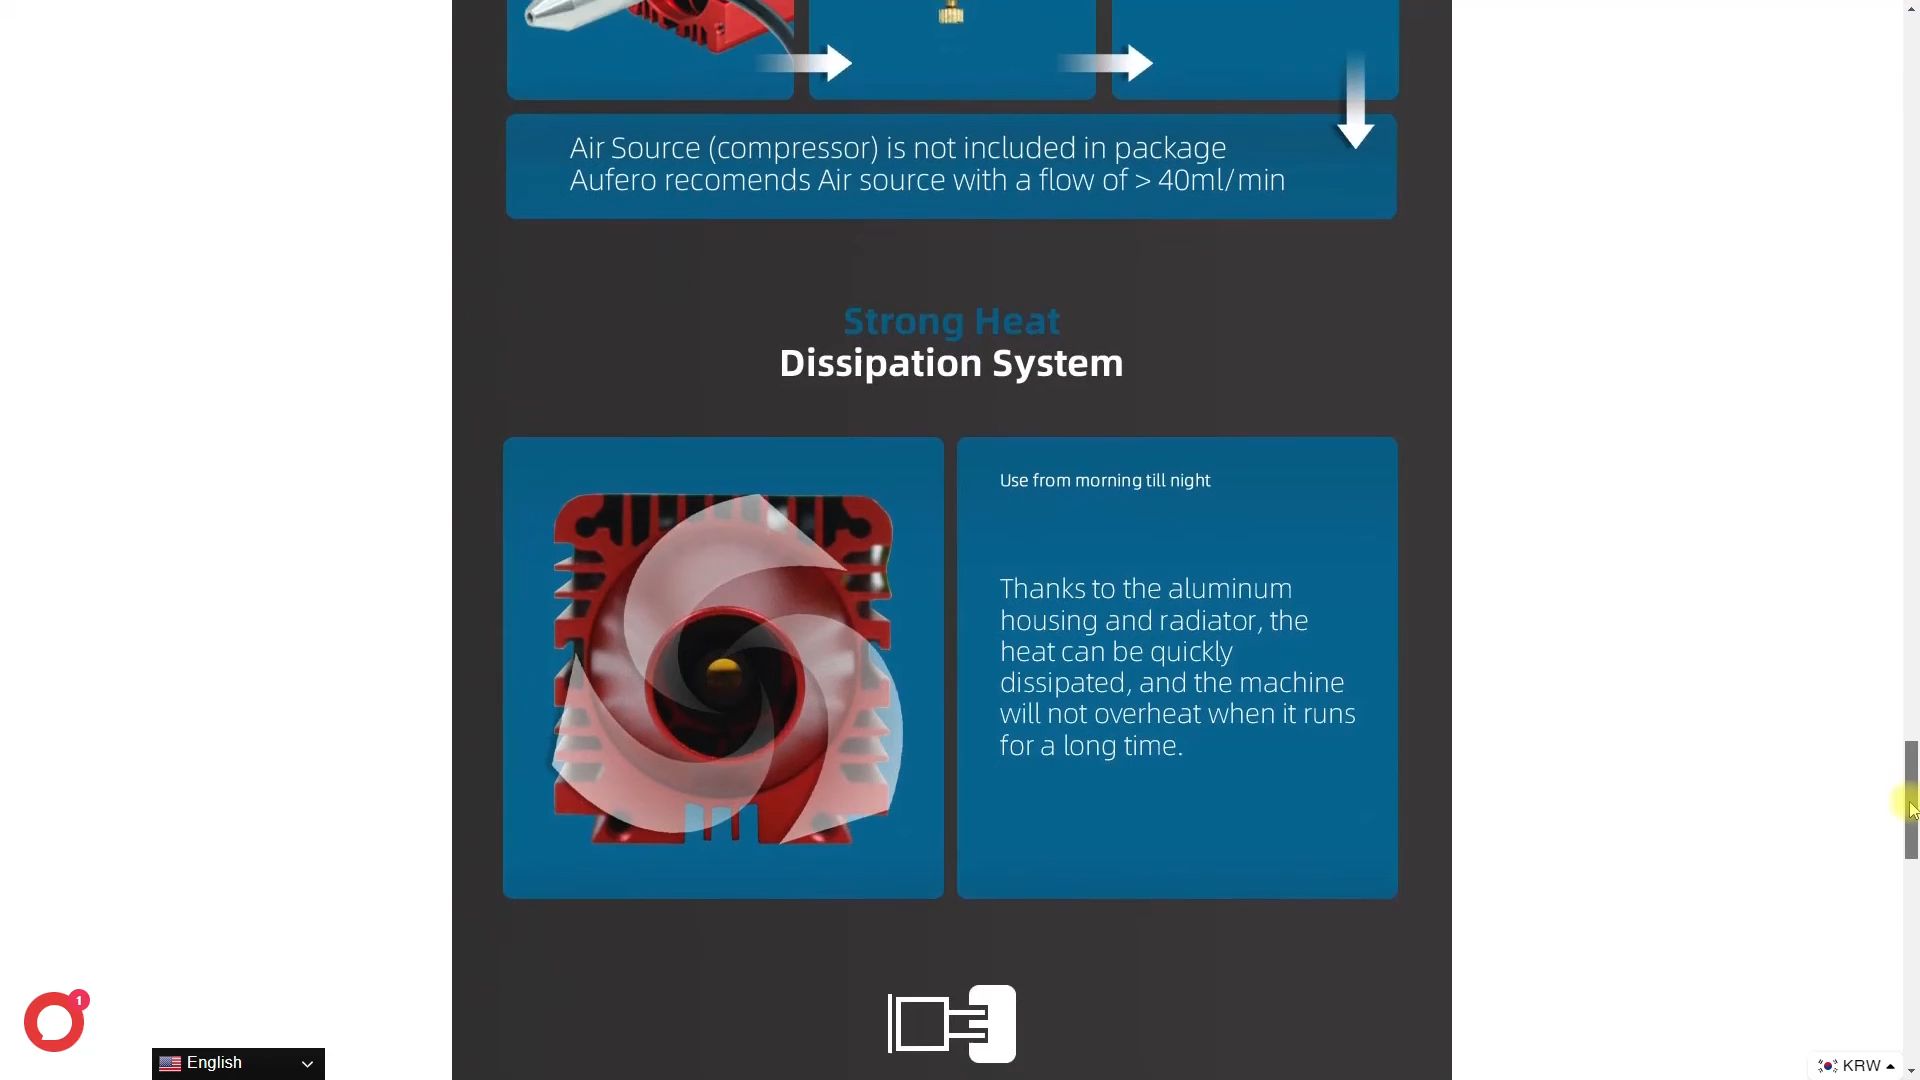 Air Source (compressor) is not included in package
Aufero recomends Air source with a flow of > 40ml/min
Strong Heat
Dissipation System
Use from morning till night
Thanks to the aluminum
housing and radiator, the
heat can be quickly
dissipated, and the machine
will not overheat when it runs
for a long time.
1
English
KRW